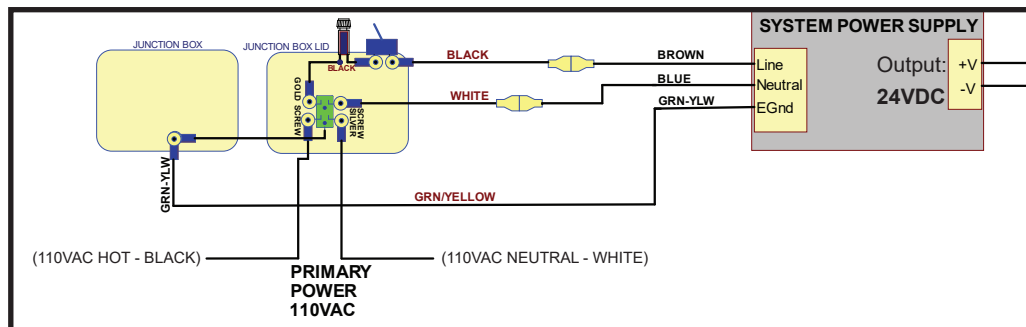 SYSTEM POWER SUPPLY
JUNCTION BOX
JUNCTION BOX LID
BLACK
BLACK
BROWN
Line
Output:
+V
GOLD SCREW
WHITE
BLUE
Neutral
24VDC
-V
SCREW
SILVER
GRN-YLW
EGnd
GRN-YLW
GRN/YELLOW
(110VAC HOT - BLACK)
(110VAC NEUTRAL - WHITE)
PRIMARY
POWER
110VAC